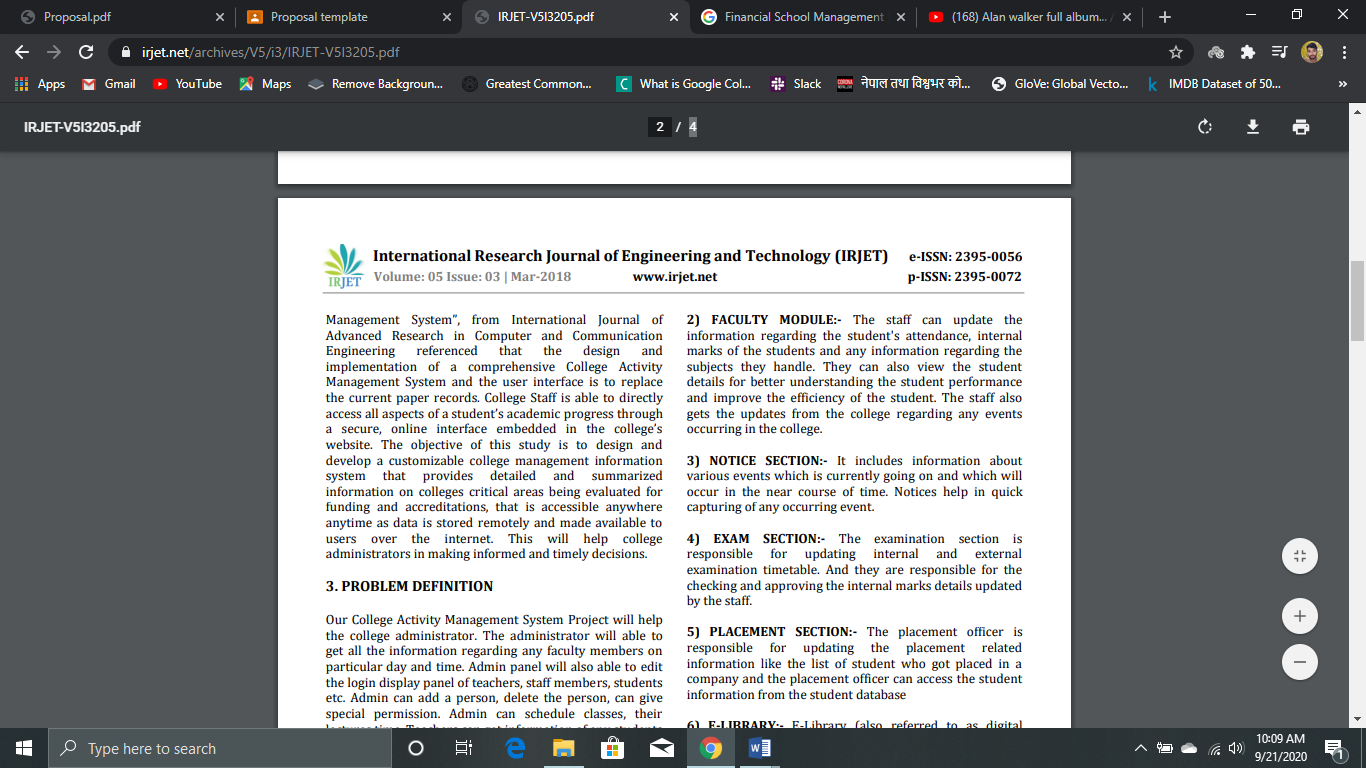 Proposal.pdf
Proposal template
IRJET-V5I3205.pdf
Financial School Management
(168) Alan walker full album...
irjet.net/archives/V5/i3/IRJET-V5I3205.pdf
Apps
Gmail
YouTube
Maps
Remove Backgroun...
Greatest Common...
What is Google Col...
Slack
नेपाल तथा विश्वभर को...
GloVe: Global Vecto...
IMDB Dataset of 50...
»
IRJET-V5I3205.pdf
2 / 4
IRJET
International Research Journal of Engineering and Technology (IRJET)
e-ISSN: 2395-0056
Volume: 05 Issue: 03 | Mar-2018
www.irjet.net
p-ISSN: 2395-0072
Management System”, from International Journal of
Advanced Research in Computer and Communication
Engineering referenced that the design and
implementation of a comprehensive College Activity
Management System and the user interface is to replace
the current paper records. College Staff is able to directly
access all aspects of a student’s academic progress through
a secure, online interface embedded in the college’s
website. The objective of this study is to design and
develop a customizable college management information
system that provides detailed and summarized
information on colleges critical areas being evaluated for
funding and accreditations, that is accessible anywhere
anytime as data is stored remotely and made available to
users over the internet. This will help college
administrators in making informed and timely decisions.
3. PROBLEM DEFINITION
Our College Activity Management System Project will help
the college administrator. The administrator will able to
get all the information regarding any faculty members on
particular day and time. Admin panel will also able to edit
the login display panel of teachers, staff members, students
etc. Admin can add a person, delete the person, can give
special permission. Admin can schedule classes, their
2) FACULTY MODULE:- The staff can update the
information regarding the student's attendance, internal
marks of the students and any information regarding the
subjects they handle. They can also view the student
details for better understanding the student performance
and improve the efficiency of the student. The staff also
gets the updates from the college regarding any events
occurring in the college.
3) NOTICE SECTION:- It includes information about
various events which is currently going on and which will
occur in the near course of time. Notices help in quick
capturing of any occurring event.
4) EXAM SECTION:- The examination section is
responsible for updating internal and external
examination timetable. And they are responsible for the
checking and approving the internal marks details updated
by the staff.
5) PLACEMENT SECTION:- The placement officer is
responsible for updating the placement related
information like the list of student who got placed in a
company and the placement officer can access the student
information from the student database
6) E-LIBRARY:- E-Library (also referred to as digital
Type here to search
10:09 AM
9/21/2020
1